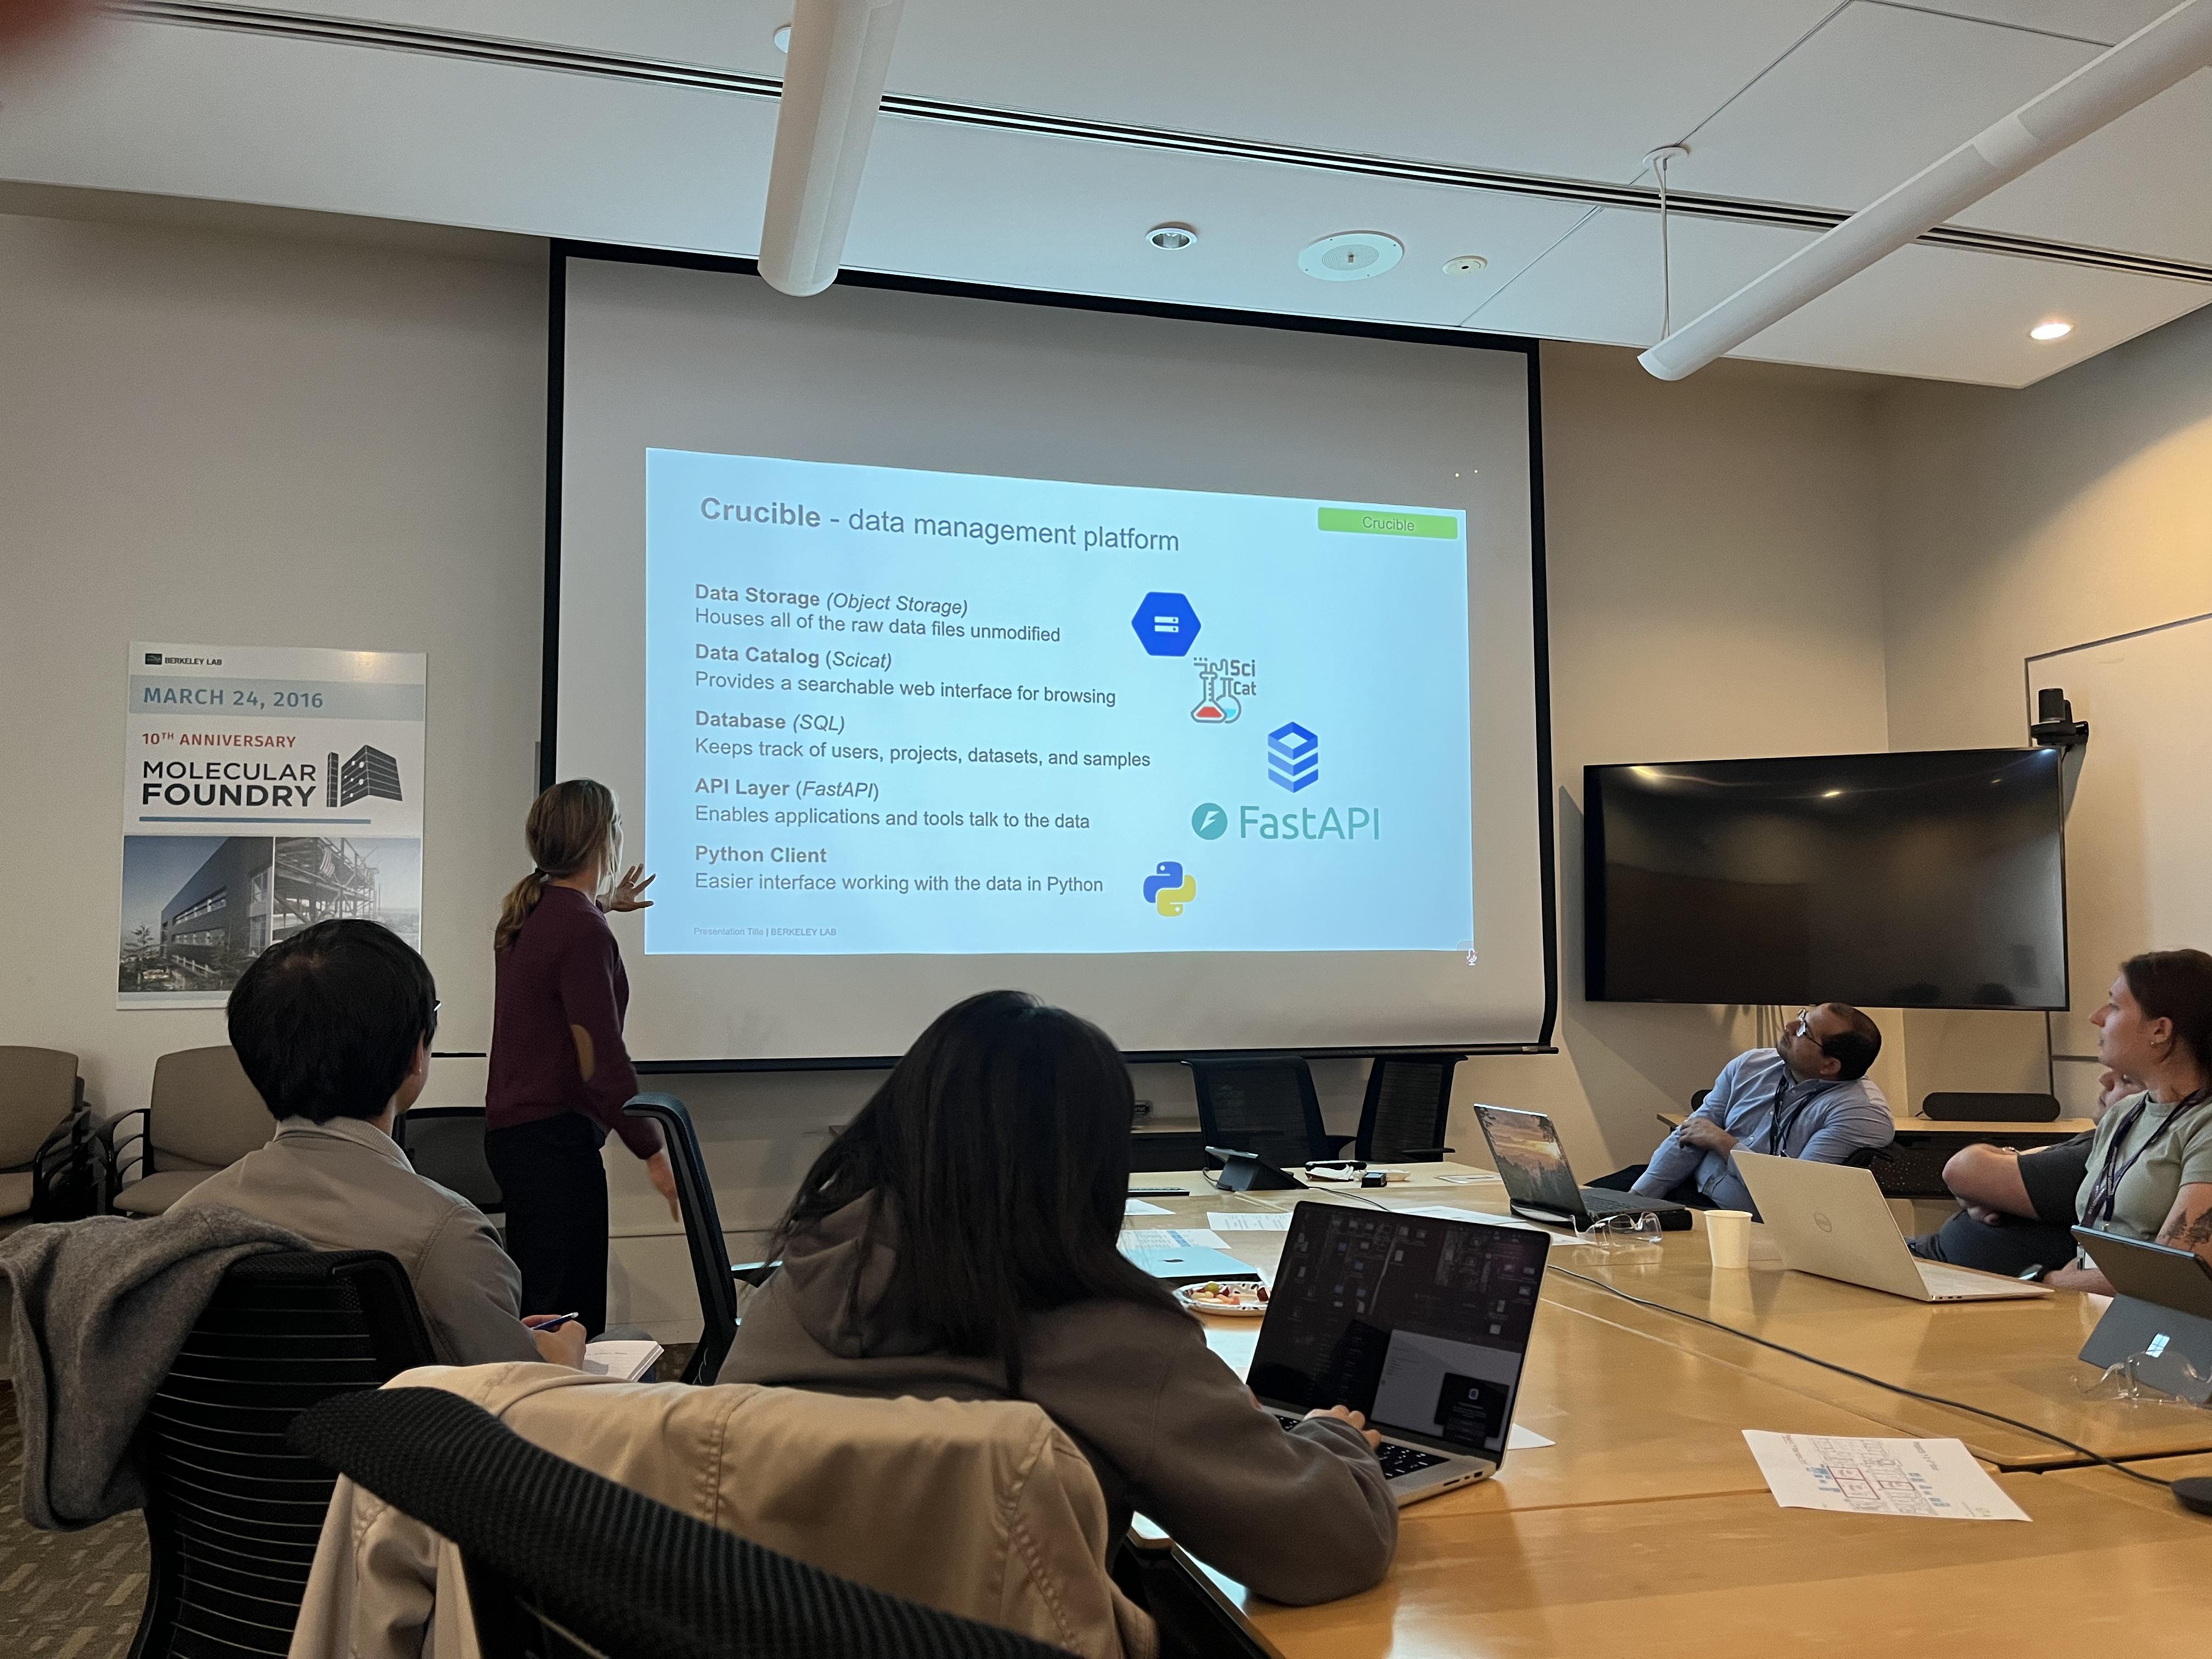 BERKELEY LAB
MARCH 24, 2016
10TH ANNIVERSARY
MOLECULAR
FOUNDRY
Crucible - data management platform
Crucible
Data Storage (Object Storage)
Houses all of the raw data files unmodified
Data Catalog (Scicat)
Provides a searchable web interface for browsing
Sci
Cat
Database (SQL)
Keeps track of users, projects, datasets, and samples
API Layer (FastAPI)
Enables applications and tools talk to the data
FastAPI
Python Client
Easier interface working with the data in Python
Presentation Title | BERKELEY LAB
DELL